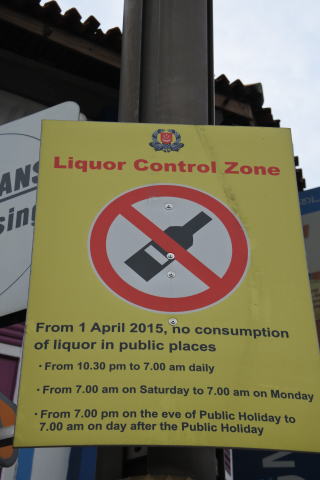 Liquor Control Zone
From 1 April 2015, no consumption
of liquor in public places
· From 10.30 pm to 7.00 am daily
· From 7.00 am on Saturday to 7.00 am on Monday
· From 7.00 pm on the eve of Public Holiday to
7.00 am on day after the Public Holiday
ANS
sing